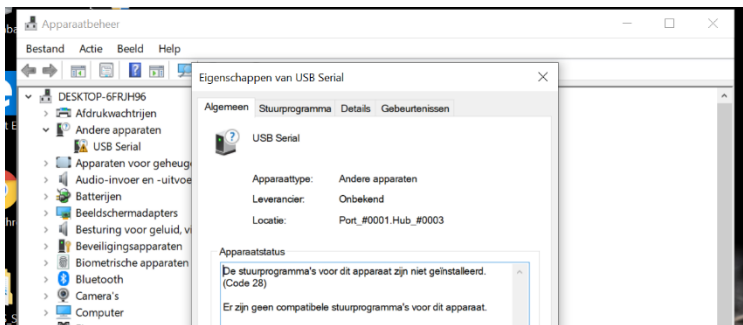 Apparaatbeheer
Bestand Actie Beeld Help
Eigenschappen van USB Serial
DESKTOP-6FRJH96
Afdrukwachtrijen
Andere apparaten
USB Serial
Apparaten voor
Audio-invoer en
Batterijen
Beeldschermadapters
Besturing voor geluid,
Beveiligingsapparaten
Biometrische apparaten
Bluetooth
Camera's
Computer
Algemeen Stuurprogramma Details Gebeurtenissen
USB Serial
Apparaattype: Andere apparaten
Leverancier: Onbekend
Locatie: Port_#0001.Hub_#0003
Apparaatstatus
De stuurprogramma's voor dit apparaat zijn niet geïnstalleerd.
(Code 28)
Er zijn geen compatibele stuurprogramma's voor dit apparaat.